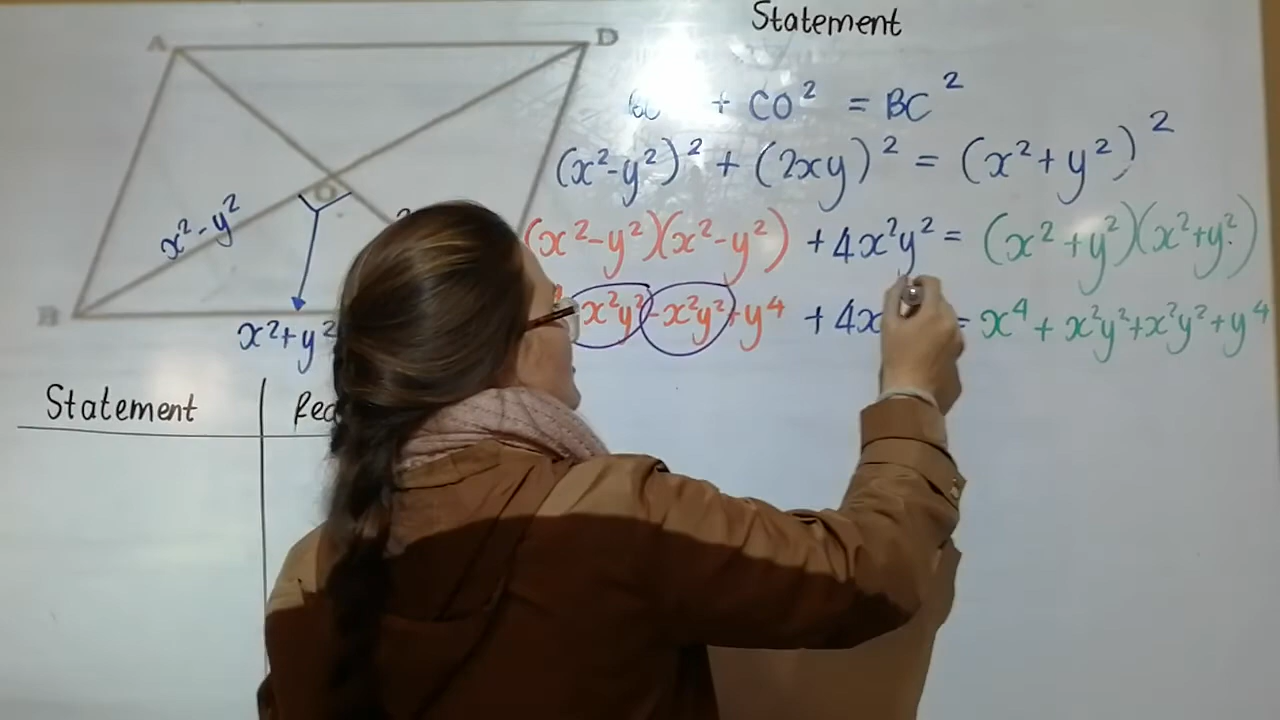 Statement
A D
+ CO² = BC²
(x²-y²)² + (2xy)² = (x²+y²)²
x²-y²
(x²-y²)(x²-y²) + 4x²y² = (x²+y²)(x²+y²)
B
x²y² -x²y² +y⁴ + 4x = x⁴ + x²y²+x²y²+y⁴
x²+y²
Statement